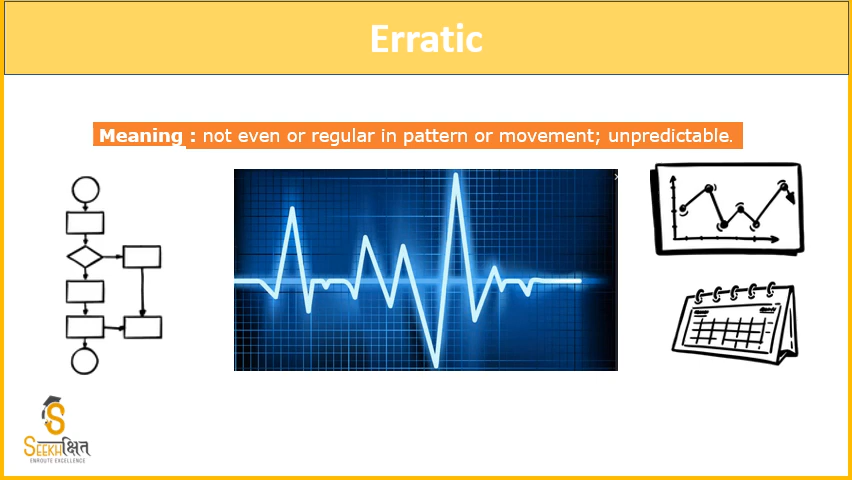 Erratic
Meaning : not even or regular in pattern or movement; unpredictable.
SEEKHक्षित
ENROUTE EXCELLENCE